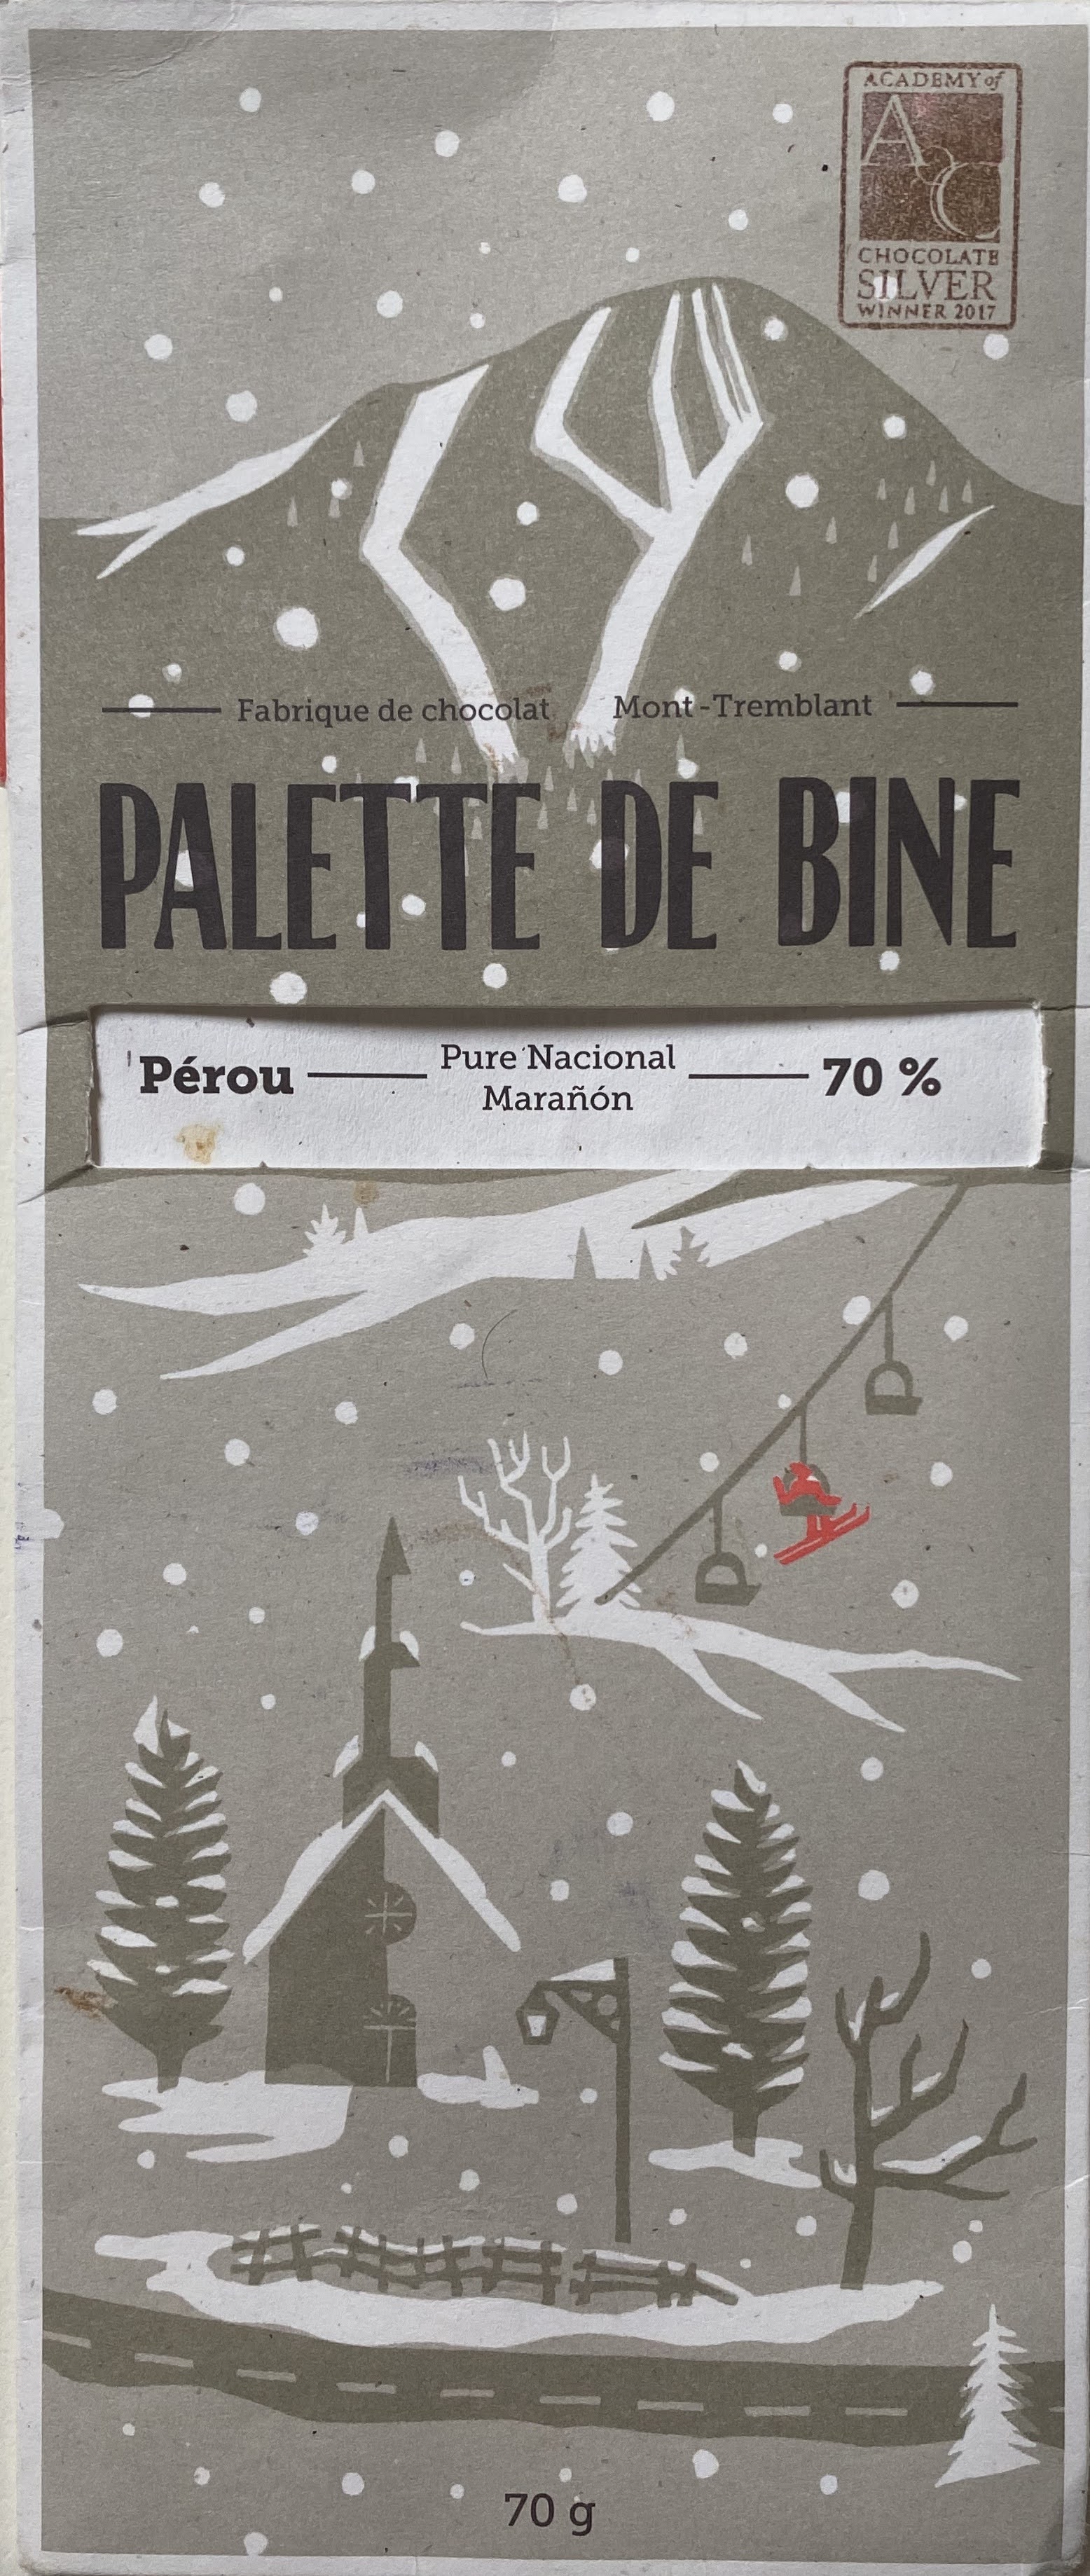 ACADEMY of
AC
CHOCOLATE
SILVER
WINNER 2017
Fabrique de chocolat Mont-Tremblant
PALETTE DE BINE
Pérou — Pure Nacional Marañón — 70 %
70 g